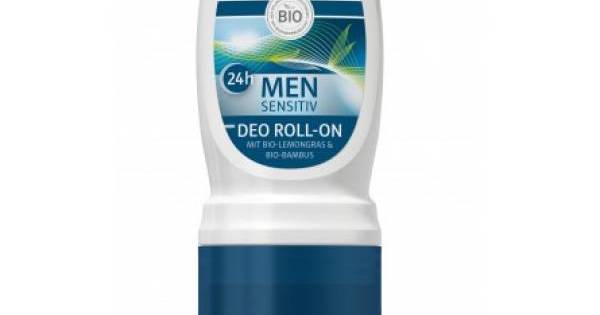 BIO
24h
MEN
SENSITIV
DEO ROLL-ON
MIT BIO-LEMONGRAS &
BIO-BAMBUS